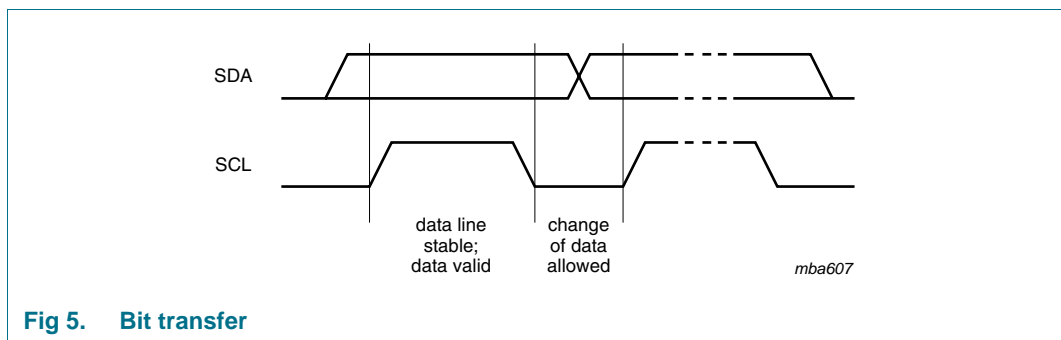 SDA
SCL
data line
stable;
data valid
change
of data
allowed
mba607
Fig 5. Bit transfer